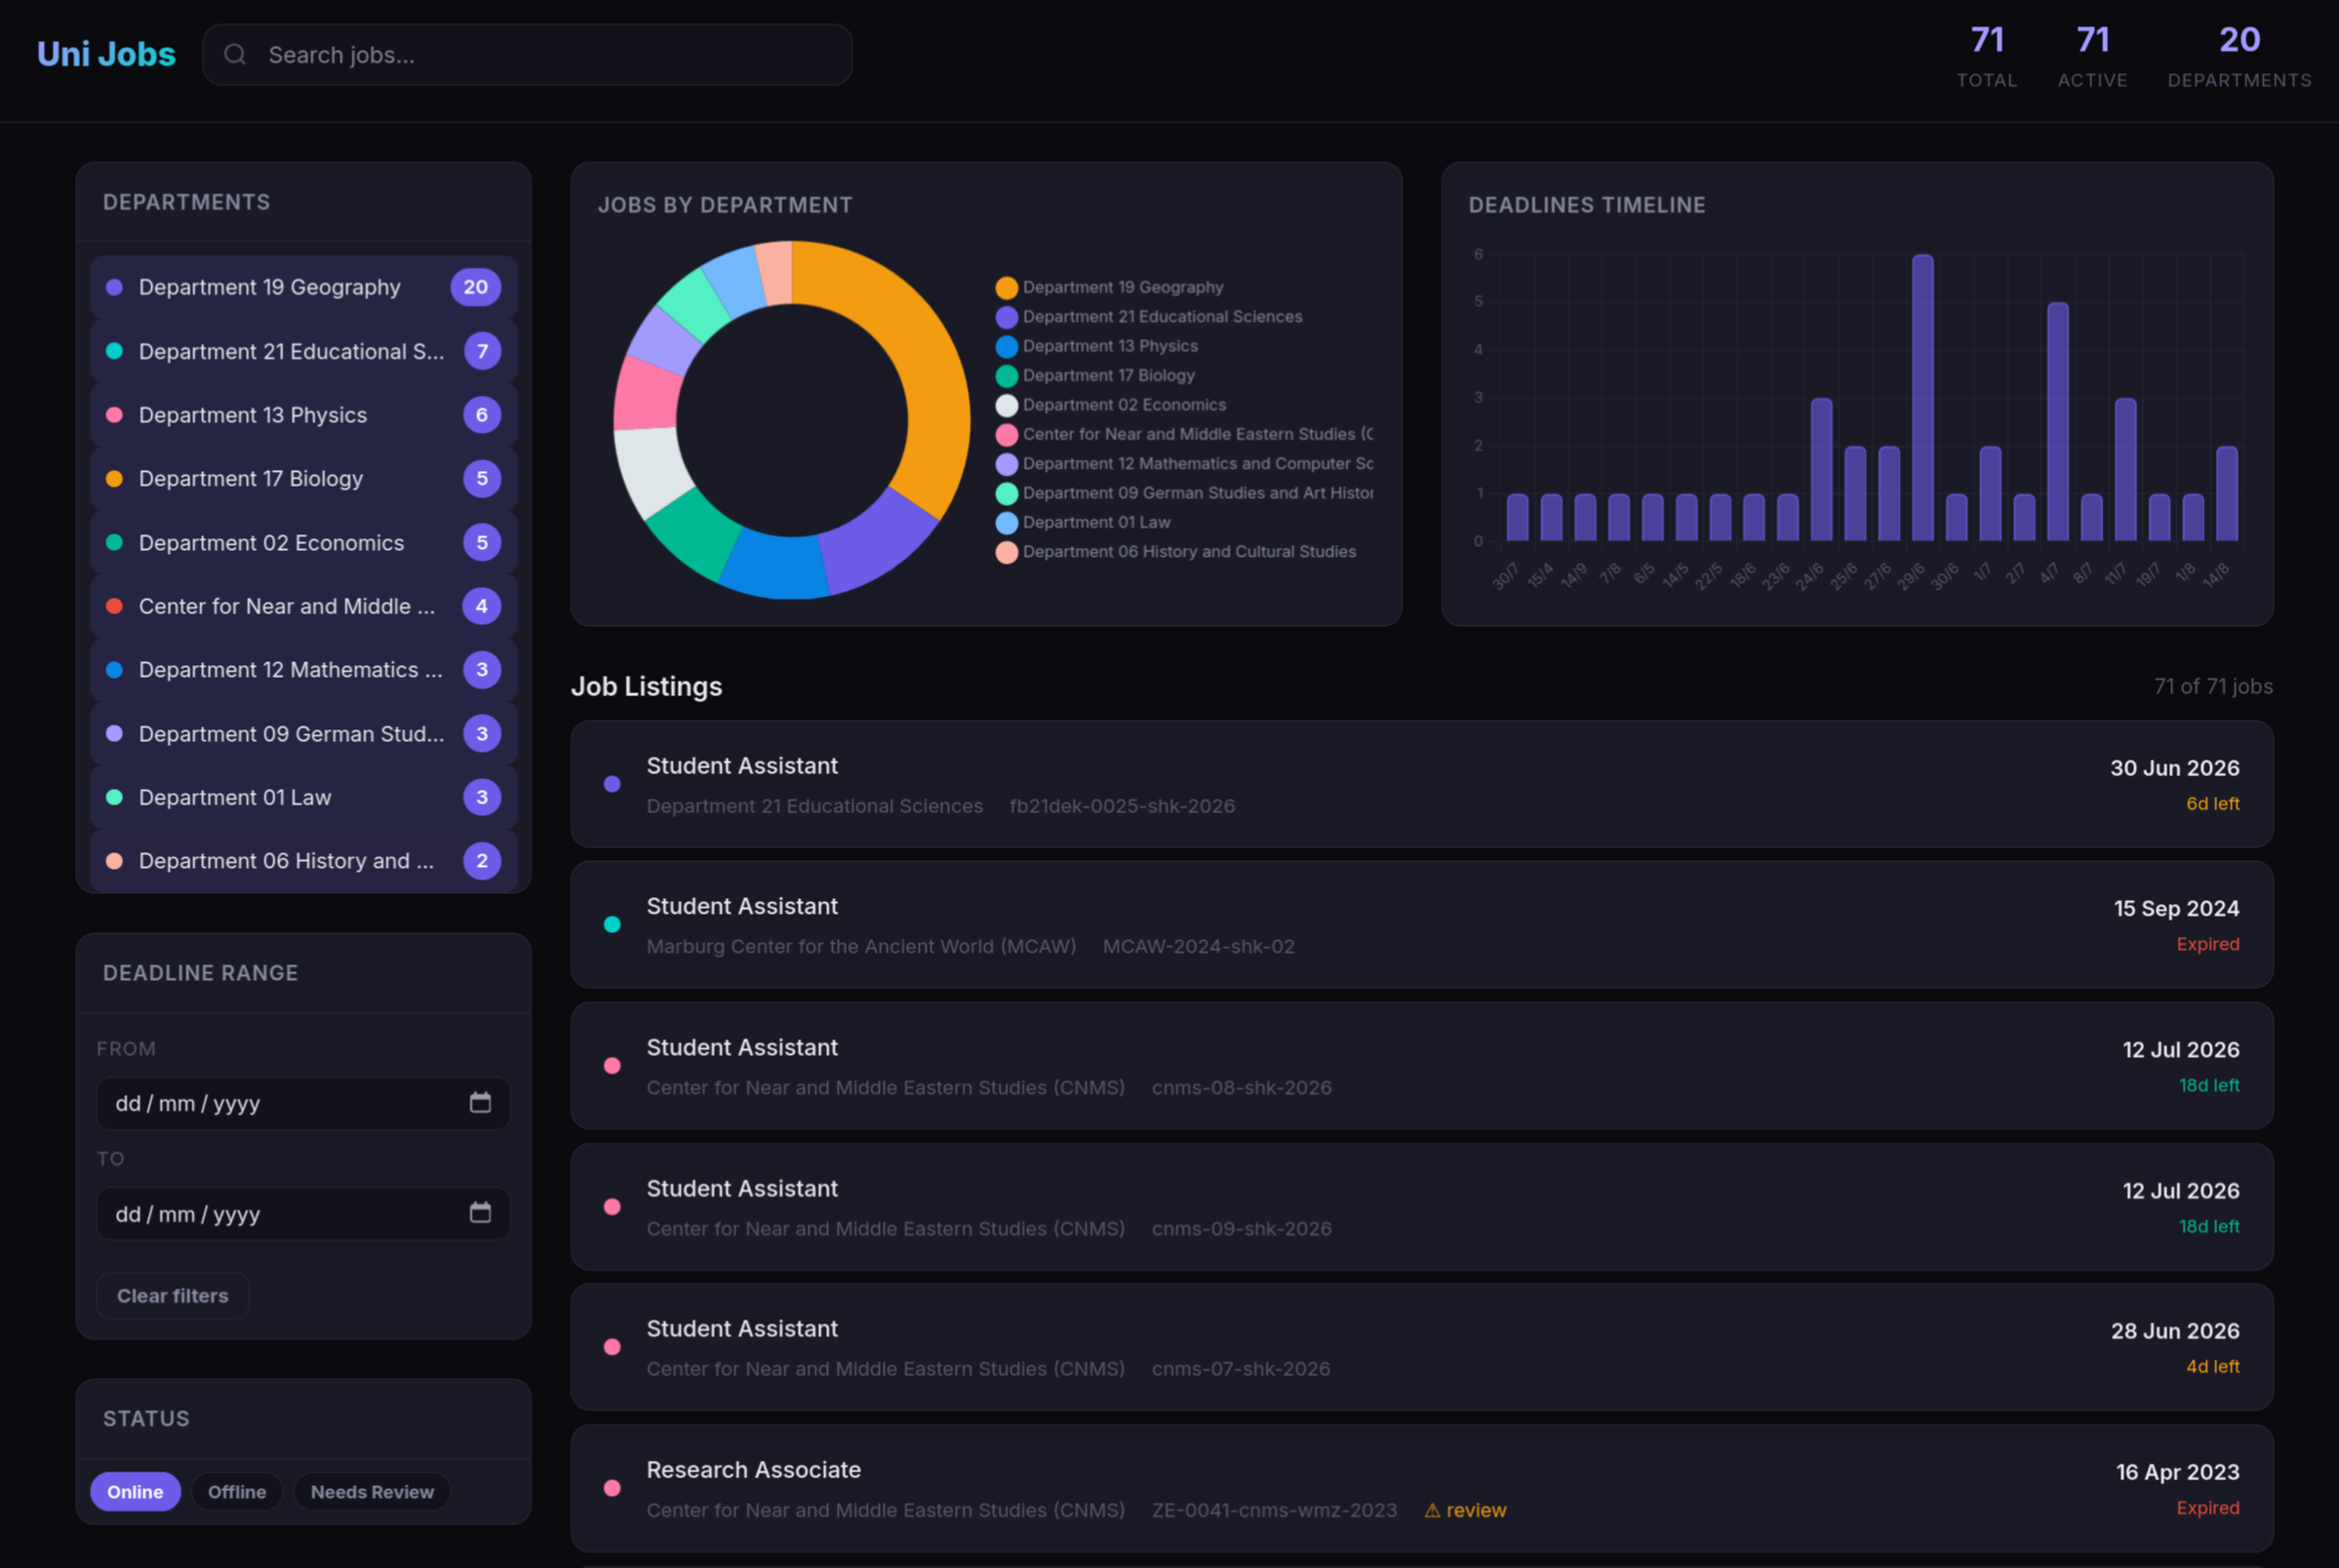 Uni Jobs
Search jobs...
71
TOTAL
71
ACTIVE
20
DEPARTMENTS
DEPARTMENTS
Department 19 Geography 20
Department 21 Educational S... 7
Department 13 Physics 6
Department 17 Biology 5
Department 02 Economics 5
Center for Near and Middle ... 4
Department 12 Mathematics ... 3
Department 09 German Stud... 3
Department 01 Law 3
Department 06 History and ... 2
DEADLINE RANGE
FROM
dd / mm / yyyy
TO
dd / mm / yyyy
Clear filters
STATUS
Online Offline Needs Review
JOBS BY DEPARTMENT
Department 19 Geography
Department 21 Educational Sciences
Department 13 Physics
Department 17 Biology
Department 02 Economics
Center for Near and Middle Eastern Studies (C
Department 12 Mathematics and Computer Sc
Department 09 German Studies and Art Histor
Department 01 Law
Department 06 History and Cultural Studies
DEADLINES TIMELINE
6
5
4
3
2
1
0
30/7 15/4 14/9 7/8 6/5 14/5 22/5 18/6 23/6 24/6 25/6 27/6 29/6 30/6 1/7 2/7 4/7 8/7 11/7 19/7 1/8 14/8
Job Listings
71 of 71 jobs
Student Assistant
Department 21 Educational Sciences fb21dek-0025-shk-2026
30 Jun 2026
6d left
Student Assistant
Marburg Center for the Ancient World (MCAW) MCAW-2024-shk-02
15 Sep 2024
Expired
Student Assistant
Center for Near and Middle Eastern Studies (CNMS) cnms-08-shk-2026
12 Jul 2026
18d left
Student Assistant
Center for Near and Middle Eastern Studies (CNMS) cnms-09-shk-2026
12 Jul 2026
18d left
Student Assistant
Center for Near and Middle Eastern Studies (CNMS) cnms-07-shk-2026
28 Jun 2026
4d left
Research Associate
Center for Near and Middle Eastern Studies (CNMS) ZE-0041-cnms-wmz-2023 ⚠ review
16 Apr 2023
Expired